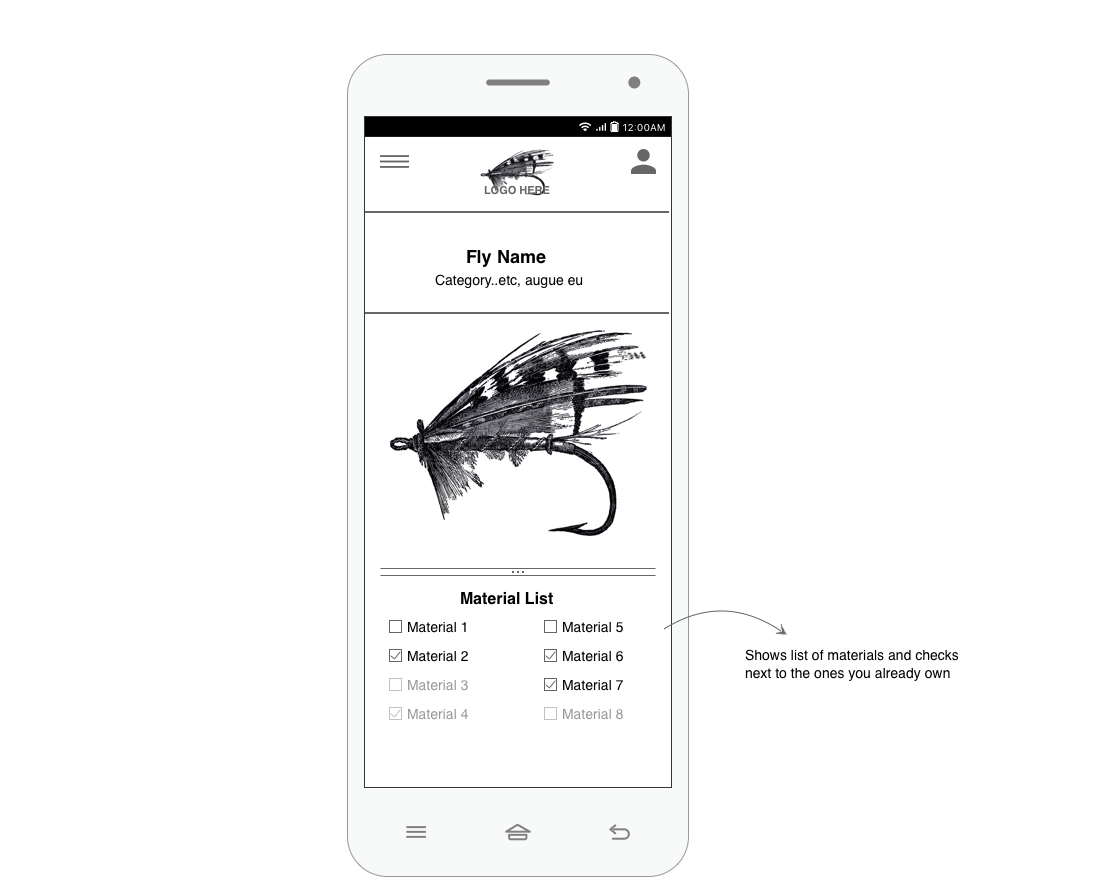 12:00AM
LOGO HERE
Fly Name
Category..etc, augue eu
...
Material List
Material 1
Material 5
Material 2
Material 6
Material 3
Material 7
Material 4
Material 8
Shows list of materials and checks
next to the ones you already own